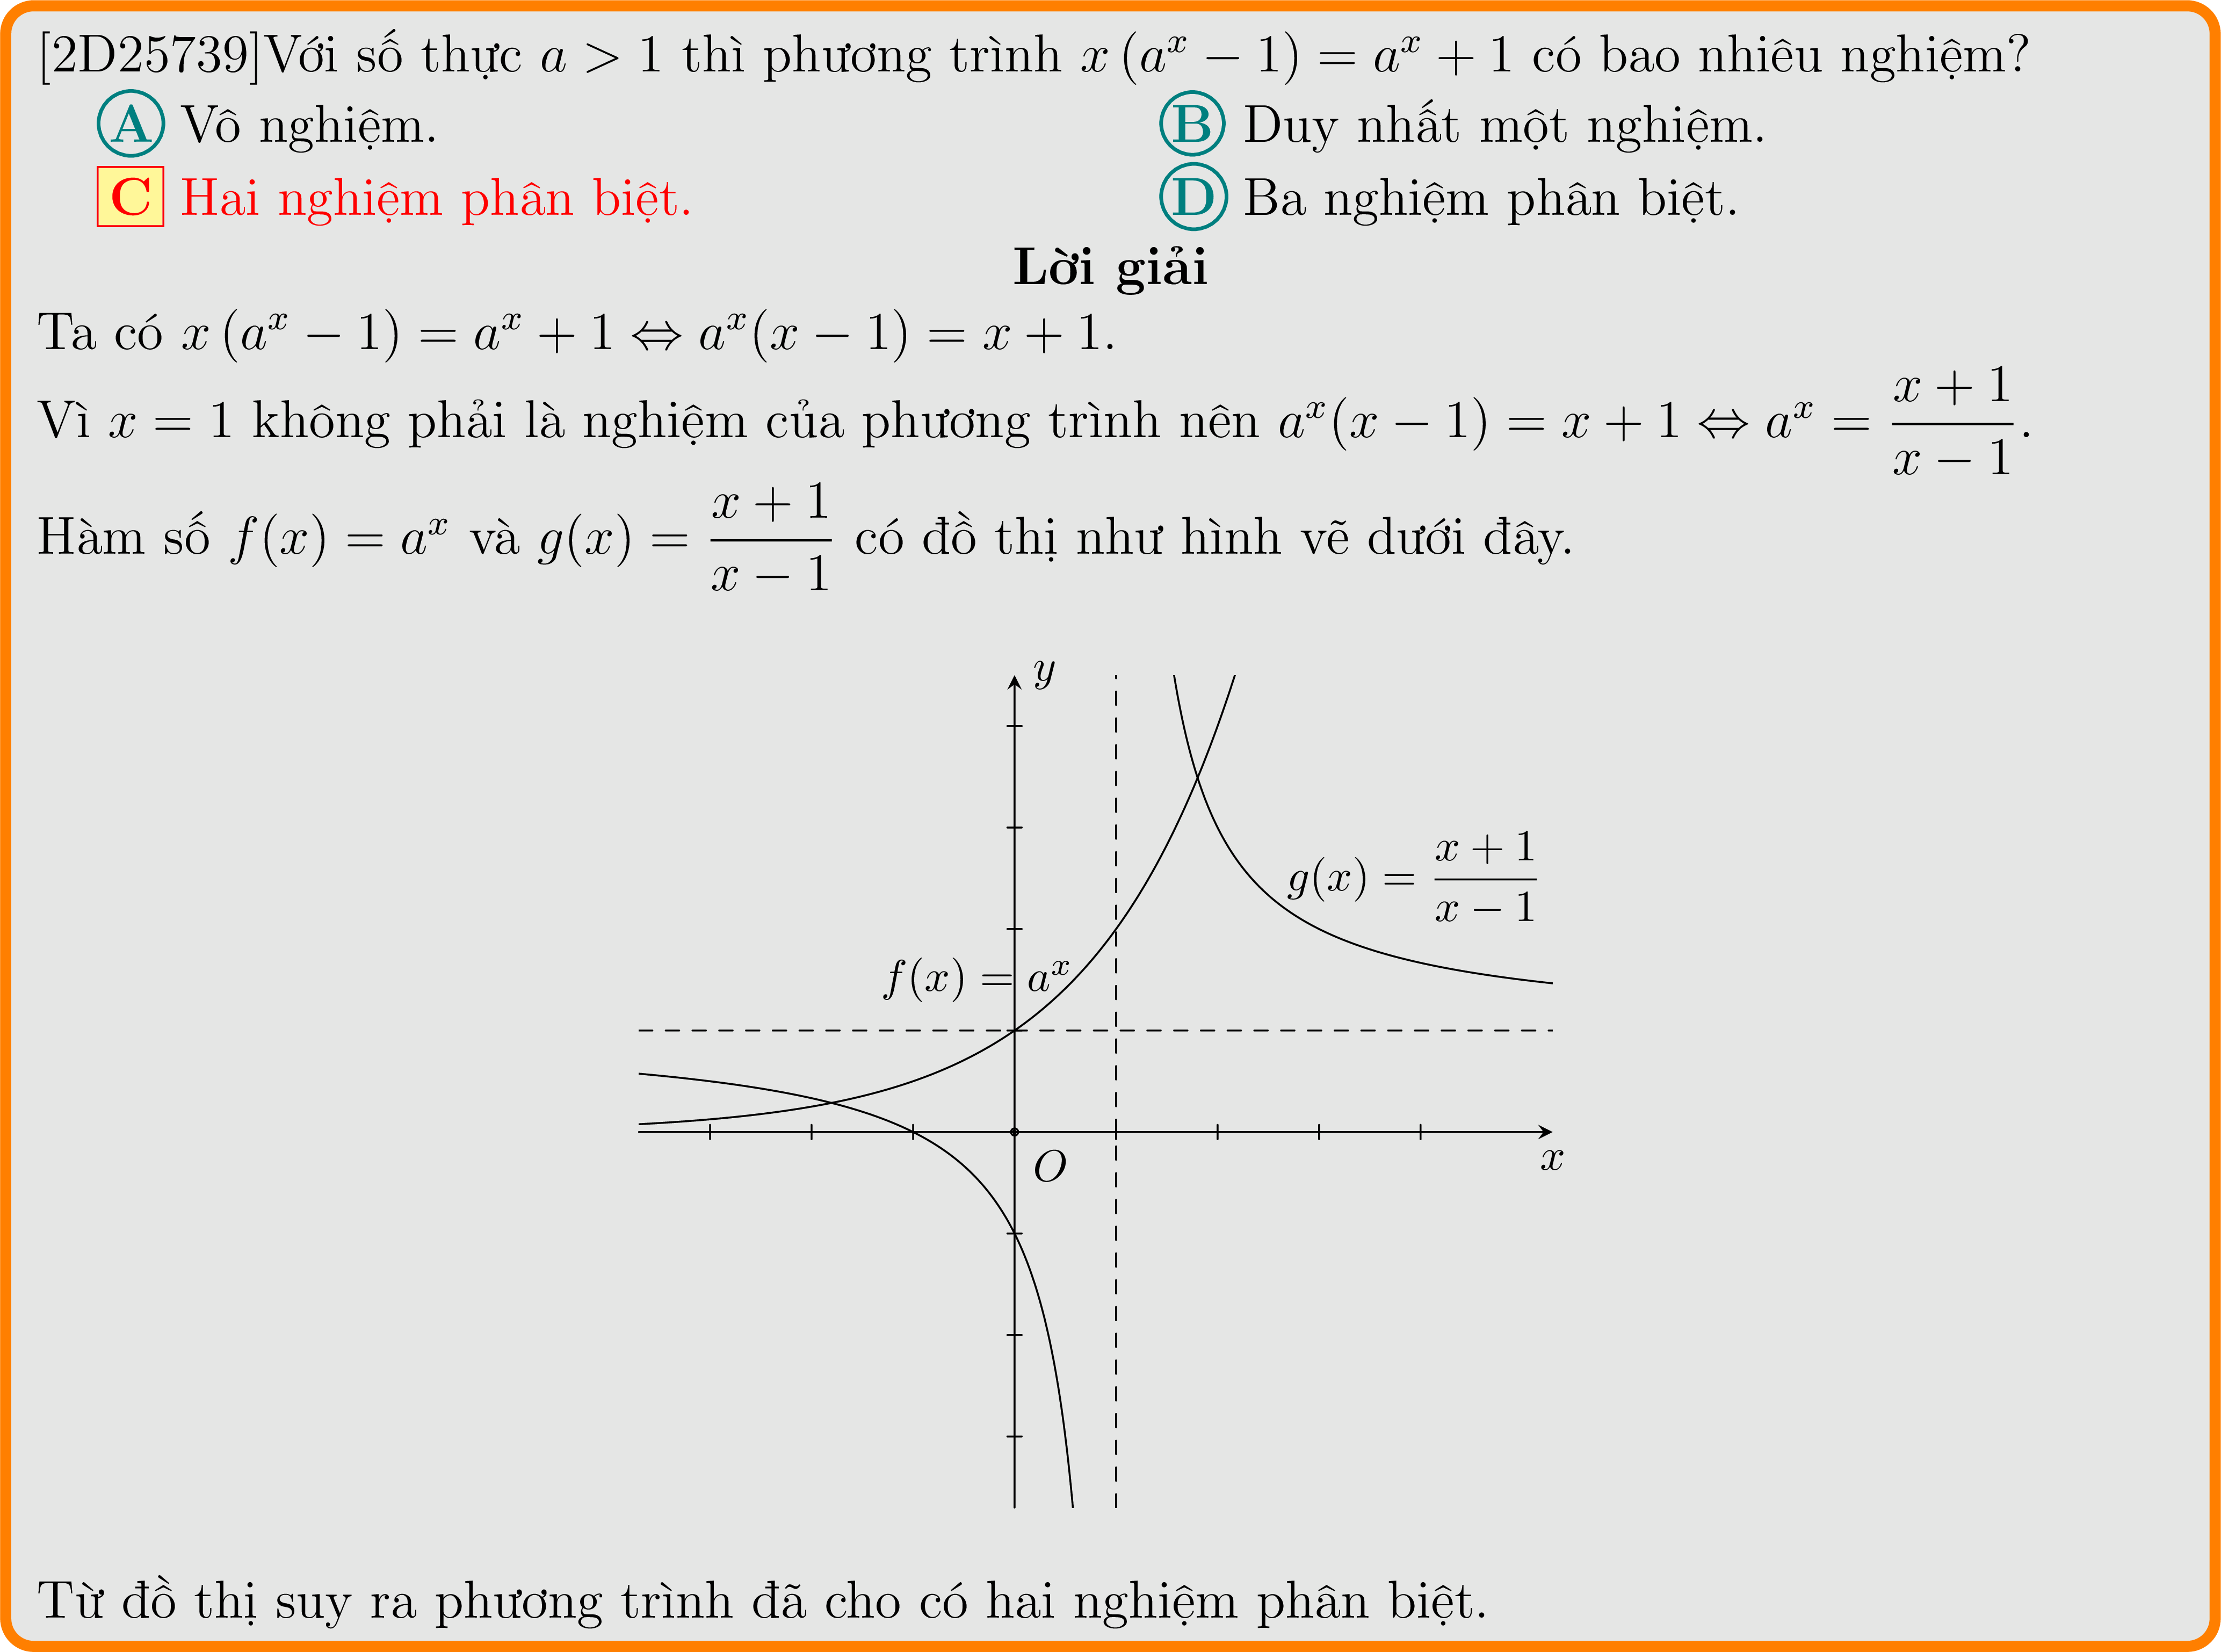 [2D25739]Với số thực a > 1 thì phương trình x (a^x − 1) = a^x + 1 có bao nhiêu nghiệm?
A Vô nghiệm. B Duy nhất một nghiệm.
C Hai nghiệm phân biệt. D Ba nghiệm phân biệt.
Lời giải
Ta có x (a^x − 1) = a^x + 1 ⇔ a^x(x − 1) = x + 1.
Vì x = 1 không phải là nghiệm của phương trình nên a^x(x − 1) = x + 1 ⇔ a^x = \frac{x + 1}{x − 1}.
Hàm số f(x) = a^x và g(x) = \frac{x + 1}{x − 1} có đồ thị như hình vẽ dưới đây.
y
g(x) = \frac{x + 1}{x − 1}
f(x) = a^x
O
x
Từ đồ thị suy ra phương trình đã cho có hai nghiệm phân biệt.